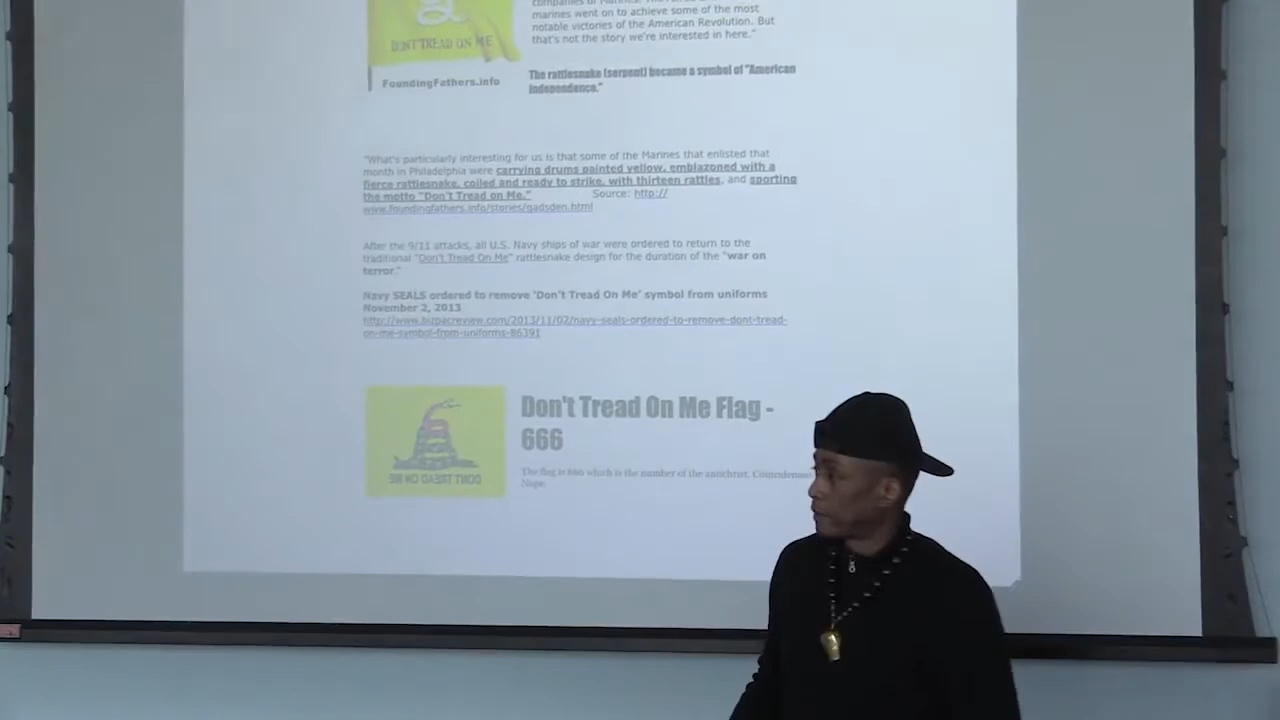 companies of Marines.
marines went on to achieve some of the most
notable victories of the American Revolution. But
that's not the story we're interested in here."
DON'T TREAD ON ME
FoundingFathers.info
The rattlesnake (serpent) became a symbol of "American
Independence."
"What's particularly interesting for us is that some of the Marines that enlisted that
month in Philadelphia were carrying drums painted yellow, emblazoned with a
fierce rattlesnake, coiled and ready to strike, with thirteen rattles, and sporting
the motto "Don't Tread on Me." Source: http://
www.foundingfathers.info/stories/gadsden.html
After the 9/11 attacks, all U.S. Navy ships of war were ordered to return to the
traditional "Don't Tread On Me" rattlesnake design for the duration of the "war on
terror."
Navy SEALS ordered to remove 'Don't Tread On Me' symbol from uniforms
November 2, 2013
http://www.bizpacreview.com/2013/11/02/navy-seals-ordered-to-remove-dont-tread-
on-me-symbol-from-uniforms-86391
Don't Tread On Me Flag -
666
The flag is 666 which is the number of the antichrist. Coincidence?
Nope.
DONT TREAD ON ME